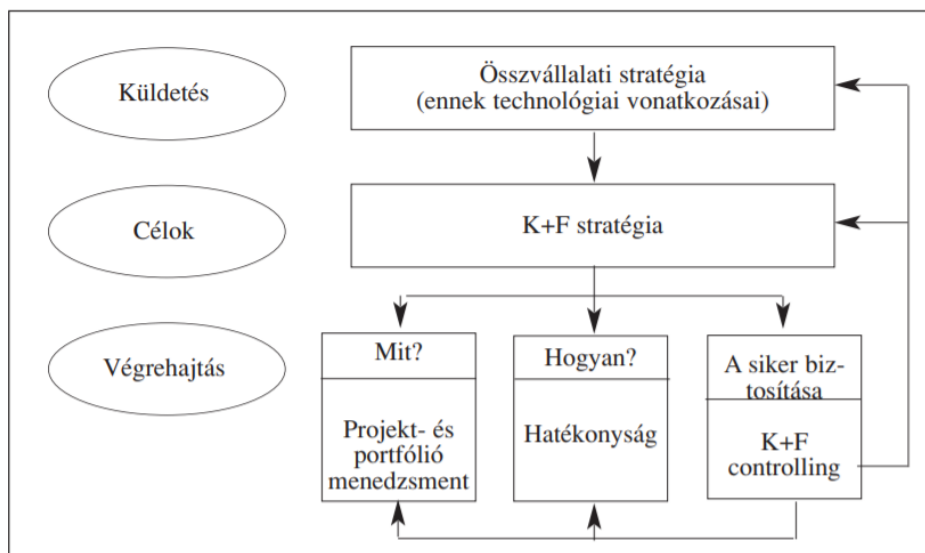 Küldetés
Összvállalati stratégia
(ennek technológiai vonatkozásai)
Célok
K+F stratégia
Végrehajtás
Mit?
Projekt- és
portfólió
menedzsment
Hogyan?
Hatékonyság
A siker biz-
tosítása
K+F
controlling